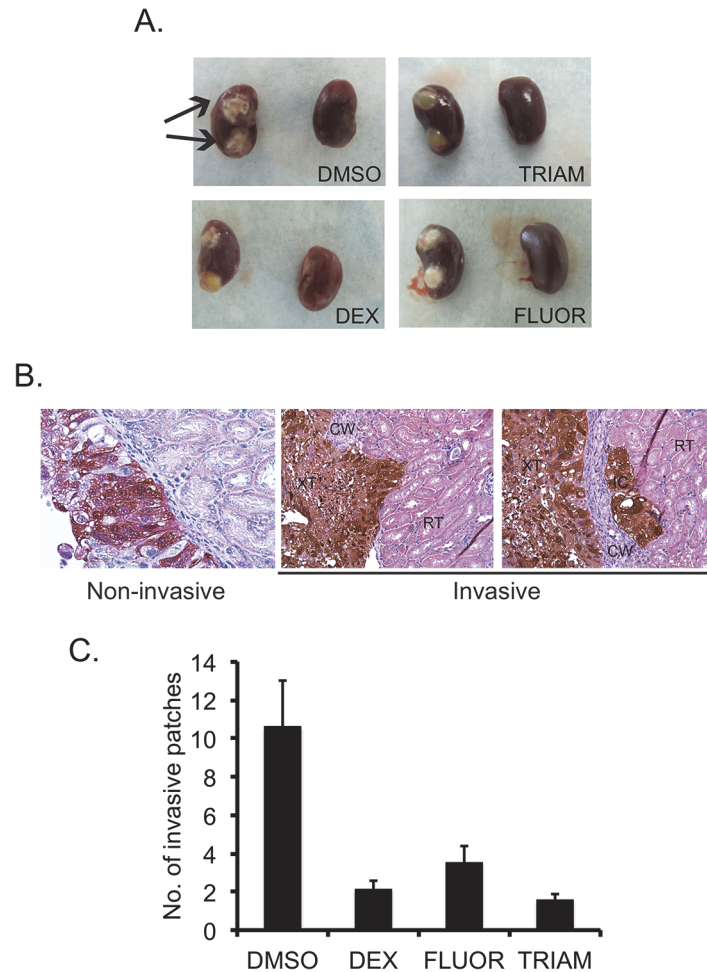 A.
DMSO
TRIAM
DEX
FLUOR
B.
CW
XT
RT
XT
IC
RT
CW
Non-invasive
Invasive
C.
No. of invasive patches
14
12
10
8
6
4
2
0
DMSO DEX FLUOR TRIAM